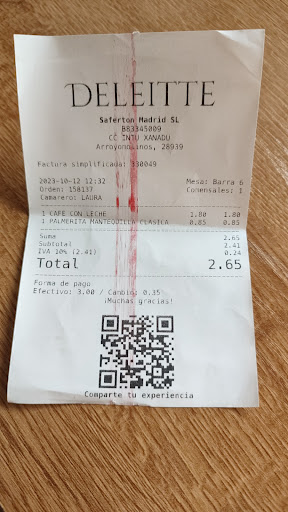 DELEITTE
Saferton Madrid SL
B83345009
CC INTU XANADU
Arroyomolinos, 28939
Factura simplificada: 330049
2023-10-12 12:32 Mesa: Barra 6
Orden: 158137 Comensales: 1
Camarero: LAURA
1 CAFE CON LECHE 1.80 1.80
1 PALMERITA MANTEQUILLA CLASICA 0.85 0.85
Suma 2.65
Subtotal 2.41
IVA 10% (2.41) 0.24
Total 2.65
Forma de pago
Efectivo: 3,00 / Cambio: 0.35
¡Muchas gracias!
Comparte tu experiencia